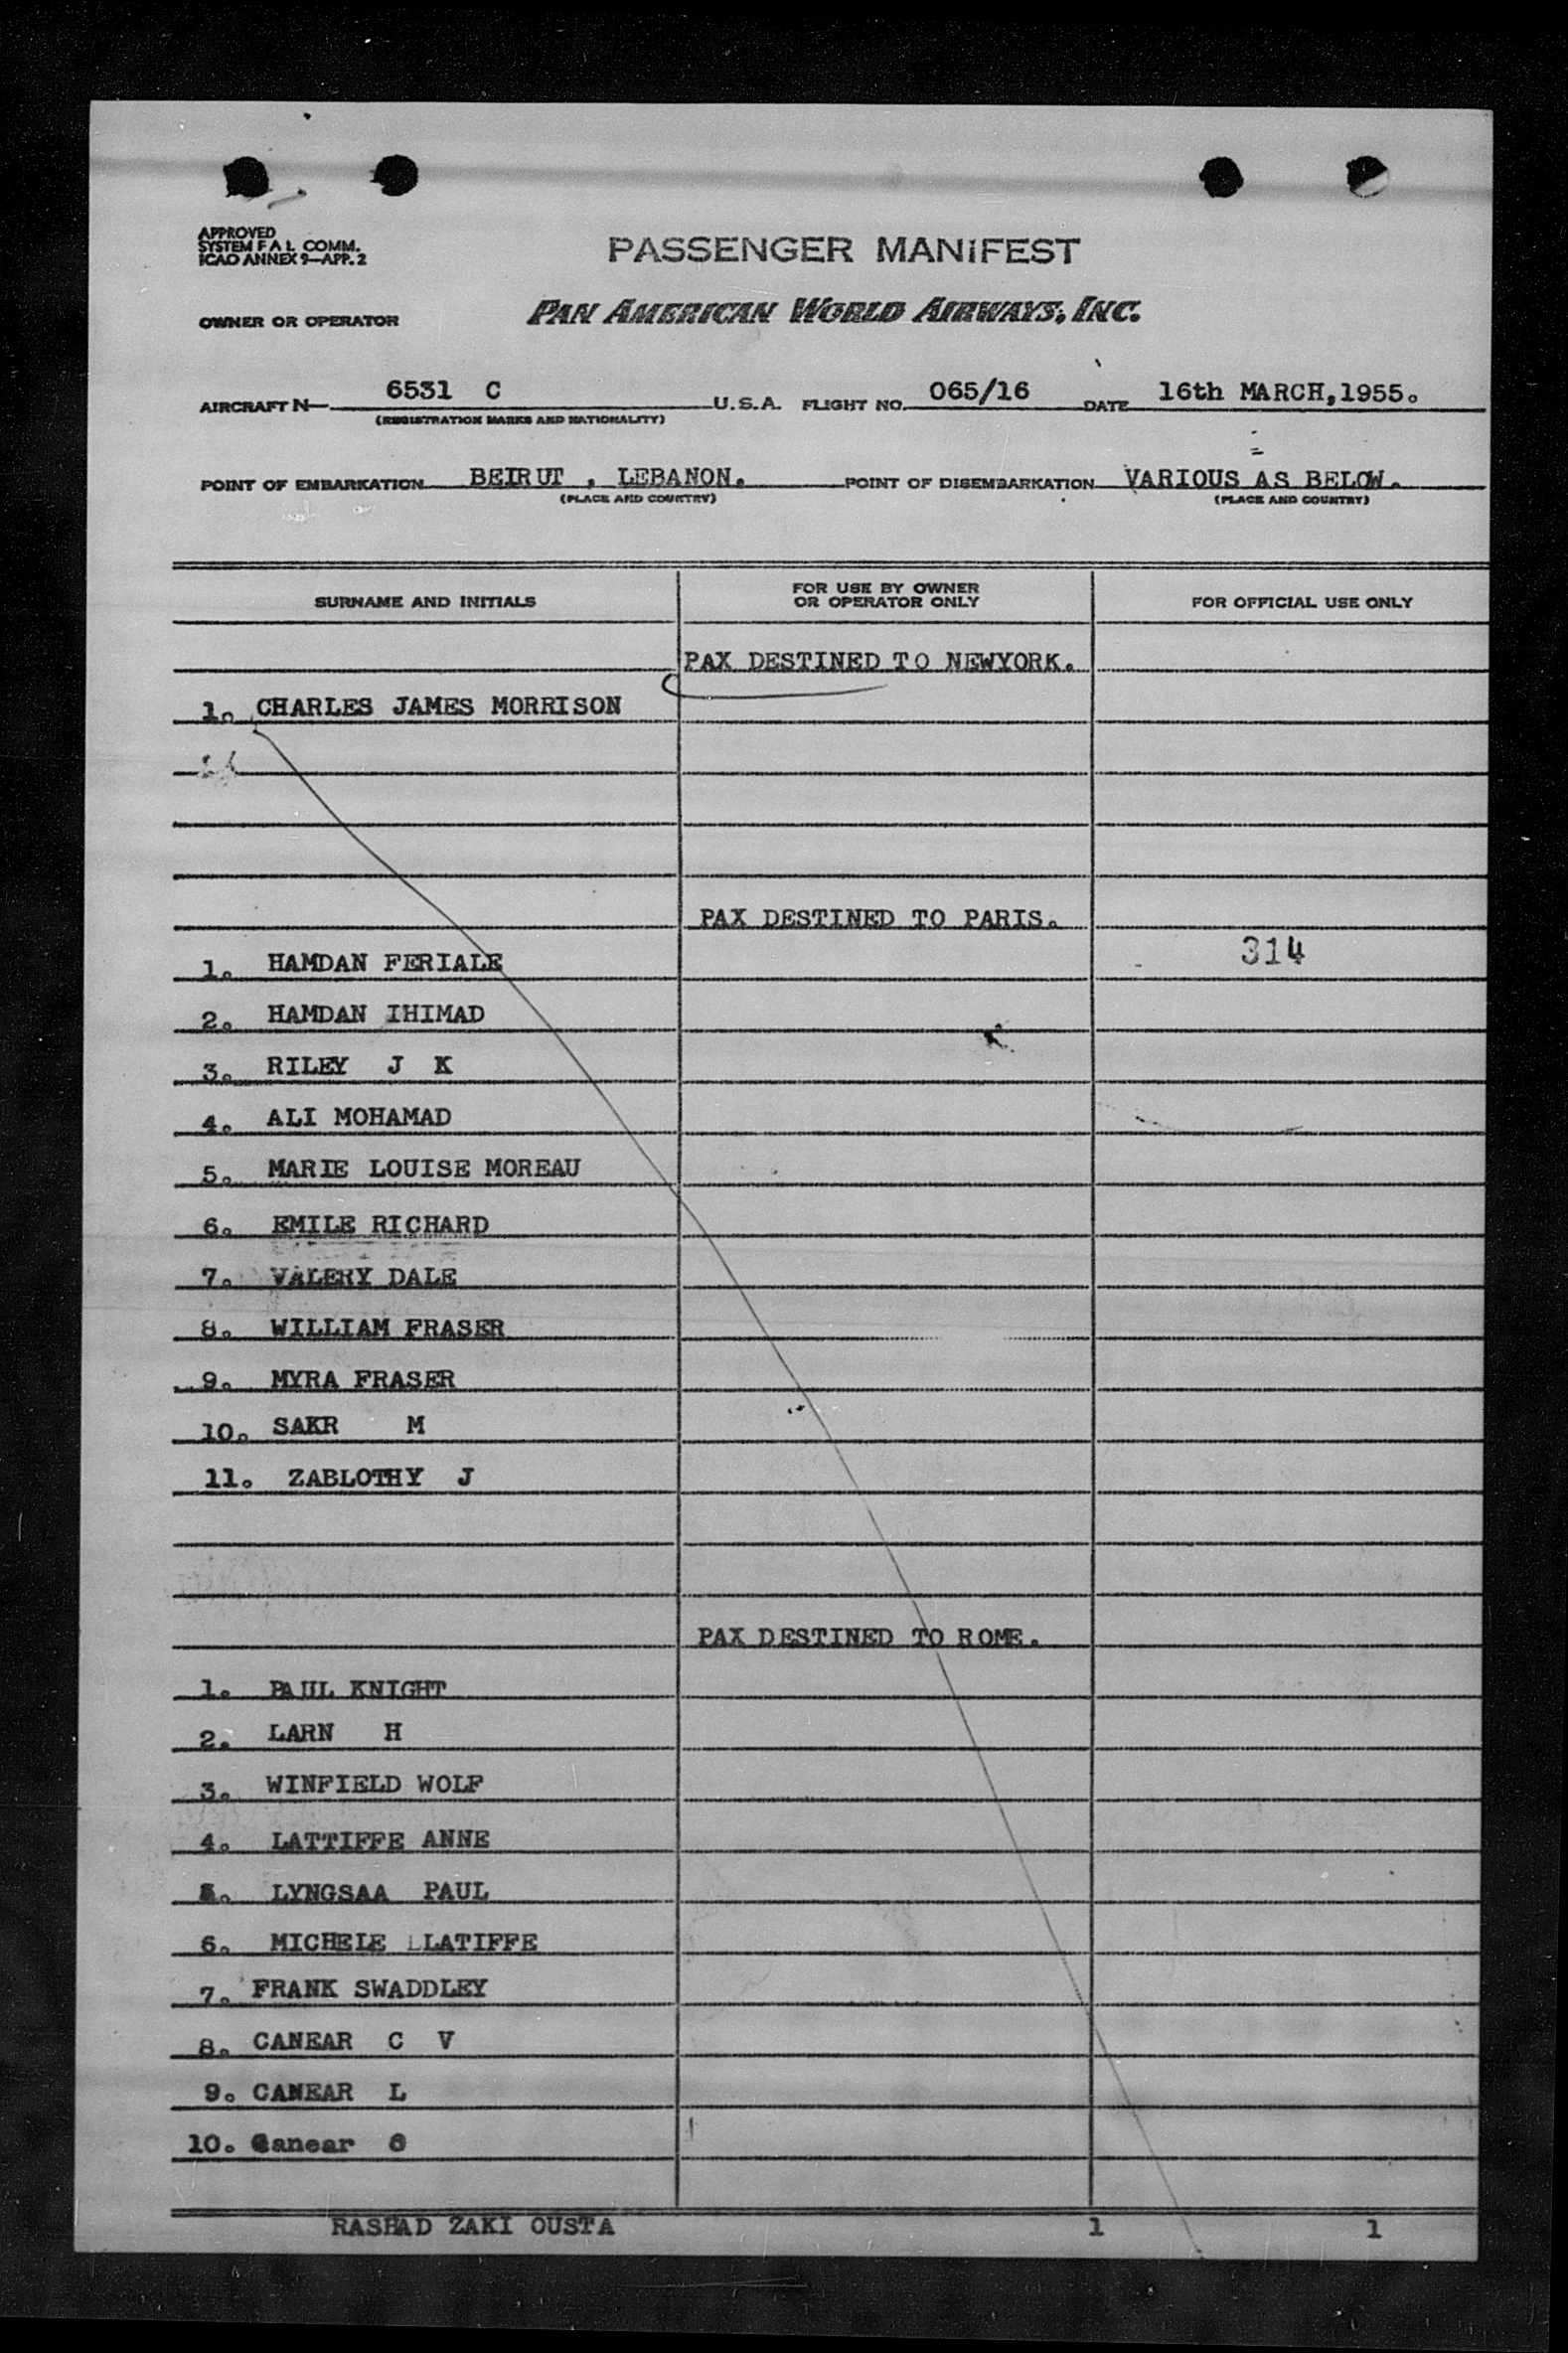 APPROVED
SYSTEM F A L COMM.
ICAO ANNEX 9—APP. 2
PASSENGER MANIFEST
OWNER OR OPERATOR PAN AMERICAN WORLD AIRWAYS, INC.
AIRCRAFT N— 6531 C U.S.A. FLIGHT NO. 065/16 DATE 16th MARCH,1955.
(REGISTRATION MARKS AND NATIONALITY)
POINT OF EMBARKATION BEIRUT , LEBANON. POINT OF DISEMBARKATION VARIOUS AS BELOW.
(PLACE AND COUNTRY) (PLACE AND COUNTRY)
SURNAME AND INITIALS FOR USE BY OWNER OR OPERATOR ONLY FOR OFFICIAL USE ONLY
PAX DESTINED TO NEWYORK.
1. CHARLES JAMES MORRISON
PAX DESTINED TO PARIS.
1. HAMDAN FERIALE 314
2. HAMDAN IHIMAD
3. RILEY J K
4. ALI MOHAMAD
5. MARIE LOUISE MOREAU
6. EMILE RICHARD
7. VALERY DALE
8. WILLIAM FRASER
9. MYRA FRASER
10. SAKR M
11. ZABLOTHY J
PAX DESTINED TO ROME.
1. PAUL KNIGHT
2. LARN H
3. WINFIELD WOLF
4. LATTIFFE ANNE
5. LYNGSAA PAUL
6. MICHELE LLATIFFE
7. FRANK SWADDLEY
8. CANEAR C V
9. CANEAR L
10. Canear
RASHAD ZAKI OUSTA 1 1